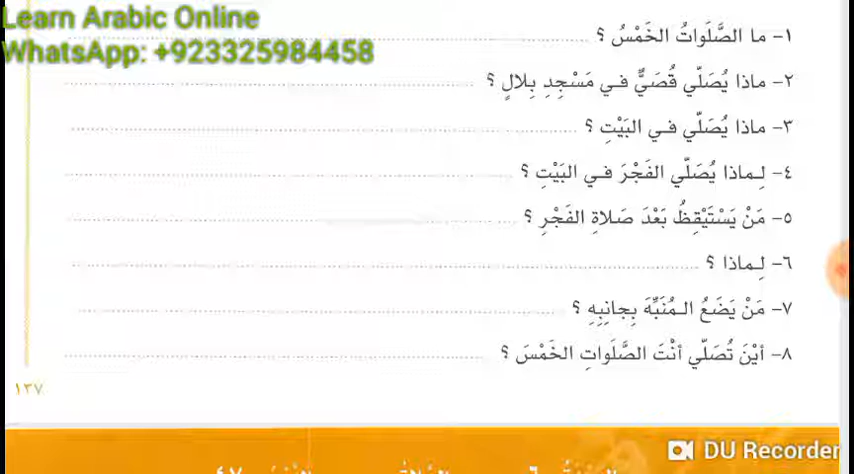 Learn Arabic Online
WhatsApp: +923325984458
١- ما الصَّلَواتُ الخَمْسُ ؟
٢- ماذا يُصَلّي قُصَيٌّ في مَسْجِدِ بِلالٍ ؟
٣- ماذا يُصَلّي في البَيْتِ ؟
٤- لِماذا يُصَلّي الفَجْرَ في البَيْتِ ؟
٥- مَنْ يَسْتَيْقِظُ بَعْدَ صَلاةِ الفَجْرِ ؟
٦- لِماذا ؟
٧- مَنْ يَضَعُ المُنَبِّهَ بِجانِبِهِ ؟
٨- أيْنَ تُصَلّي أنْتَ الصَّلَواتِ الخَمْسَ ؟
١٣٧
DU Recorder